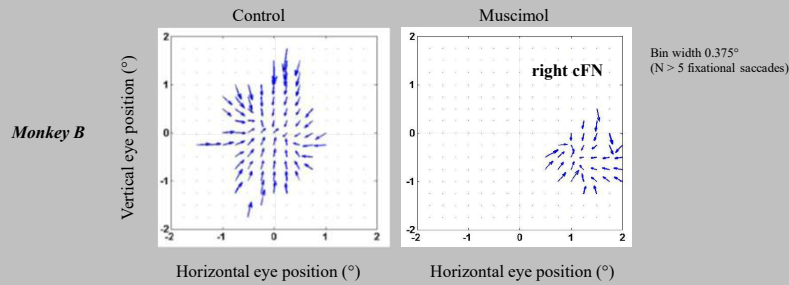 Control
Muscimol
Bin width 0.375°
(N > 5 fixational saccades)
right cFN
Monkey B
Vertical eye position (°)
2
1
0
-1
-2
-2
-1
0
1
2
2
1
0
-1
-2
-2
-1
0
1
2
Horizontal eye position (°)
Horizontal eye position (°)